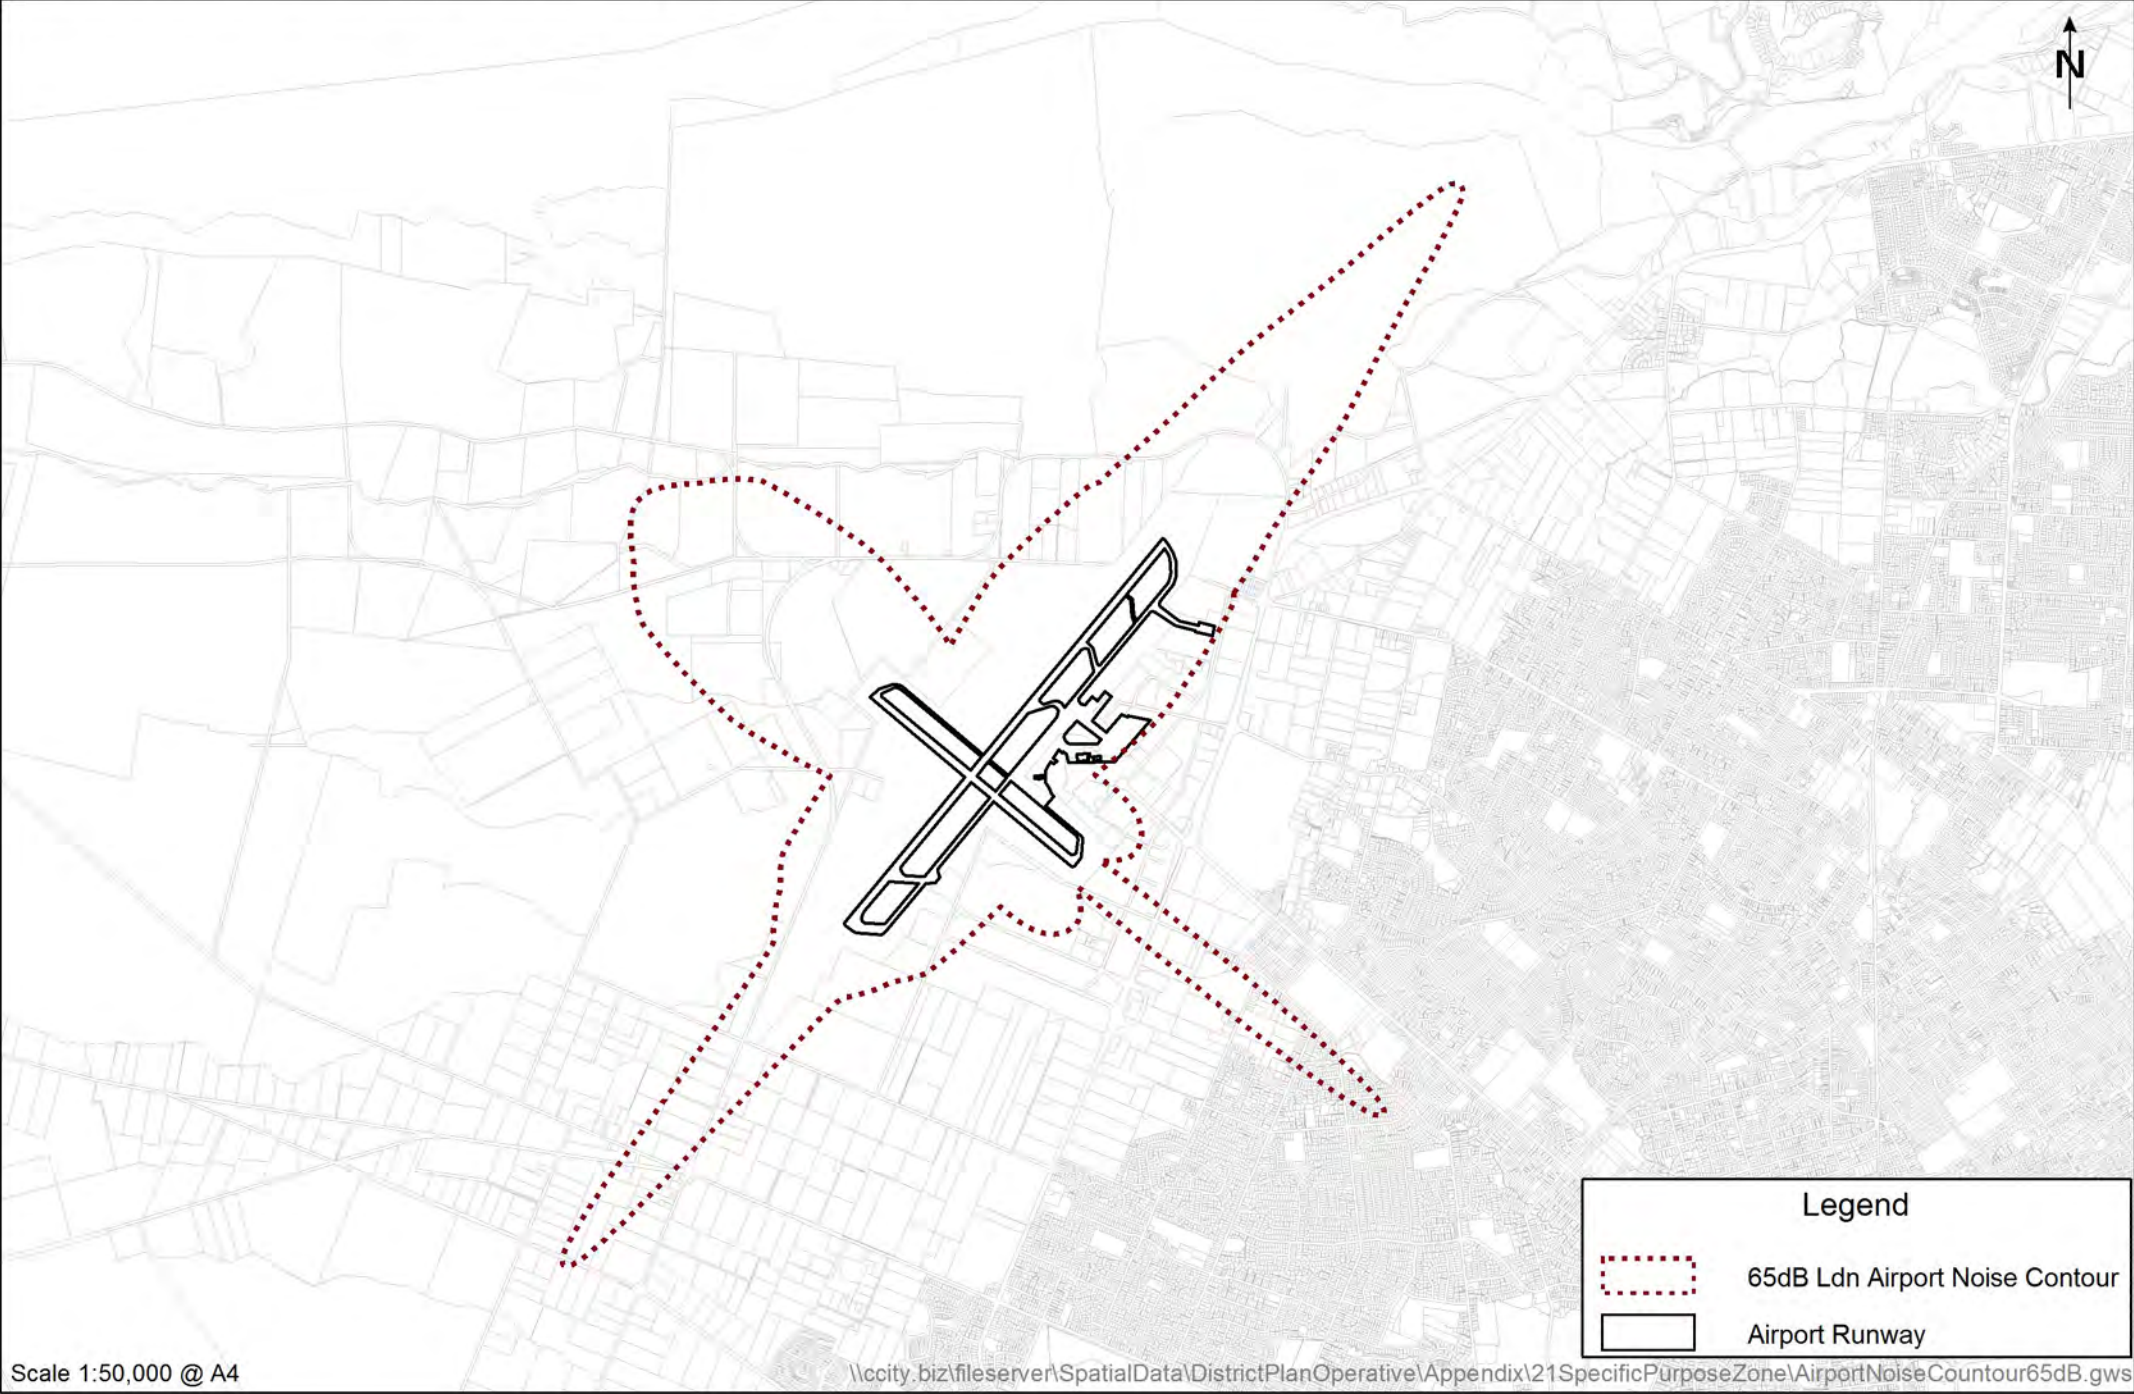 N
Legend
65dB Ldn Airport Noise Contour
Airport Runway
Scale 1:50,000 @ A4
\\ccity.biz\fileserver\SpatialData\DistrictPlanOperative\Appendix\21SpecificPurposeZone\AirportNoiseCountour65dB.gws